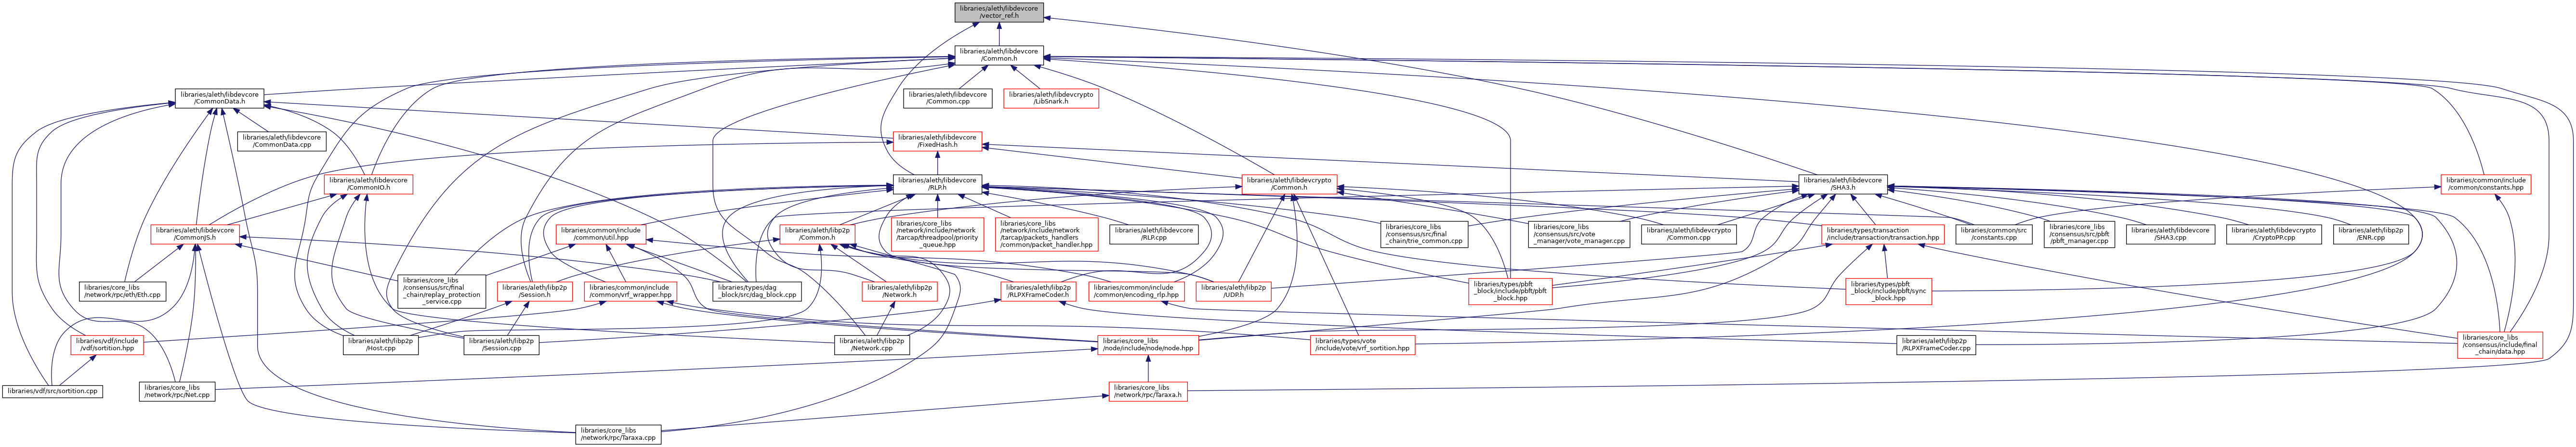 libraries/aleth/libdevcore
/vector_ref.h
libraries/aleth/libdevcore
/Common.h
libraries/aleth/libdevcore
/CommonData.h
libraries/aleth/libdevcore
/Common.cpp
libraries/aleth/libdevcrypto
/LibSnark.h
libraries/aleth/libdevcore
/CommonData.cpp
libraries/aleth/libdevcore
/FixedHash.h
libraries/aleth/libdevcore
/CommonIO.h
libraries/aleth/libdevcore
/RLP.h
libraries/aleth/libdevcrypto
/Common.h
libraries/aleth/libdevcore
/SHA3.h
libraries/common/include
/common/constants.hpp
libraries/aleth/libdevcore
/CommonJS.h
libraries/common/include
/common/util.hpp
libraries/aleth/libp2p
/Common.h
libraries/core_libs
/network/include/network
/tarcap/threadpool/priority
_queue.hpp
libraries/core_libs
/network/include/network
/tarcap/packets_handlers
/common/packet_handler.hpp
libraries/aleth/libdevcore
/RLP.cpp
libraries/core_libs
/consensus/src/final
_chain/trie_common.cpp
libraries/core_libs
/consensus/src/vote
_manager/vote_manager.cpp
libraries/aleth/libdevcrypto
/Common.cpp
libraries/types/transaction
/include/transaction/transaction.hpp
libraries/common/src
/constants.cpp
libraries/core_libs
/consensus/src/pbft
/pbft_manager.cpp
libraries/aleth/libdevcore
/SHA3.cpp
libraries/aleth/libdevcrypto
/CryptoPP.cpp
libraries/aleth/libp2p
/ENR.cpp
libraries/core_libs
/network/rpc/eth/Eth.cpp
libraries/core_libs
/consensus/src/final
_chain/replay_protection
_service.cpp
libraries/aleth/libp2p
/Session.h
libraries/common/include
/common/vrf_wrapper.hpp
libraries/types/dag
_block/src/dag_block.cpp
libraries/aleth/libp2p
/Network.h
libraries/aleth/libp2p
/RLPXFrameCoder.h
libraries/common/include
/common/encoding_rlp.hpp
libraries/aleth/libp2p
/UDP.h
libraries/types/pbft
_block/include/pbft/pbft
_block.hpp
libraries/types/pbft
_block/include/pbft/sync
_block.hpp
libraries/vdf/include
/vdf/sortition.hpp
libraries/aleth/libp2p
/Host.cpp
libraries/aleth/libp2p
/Session.cpp
libraries/aleth/libp2p
/Network.cpp
libraries/core_libs
/node/include/node/node.hpp
libraries/types/vote
/include/vote/vrf_sortition.hpp
libraries/aleth/libp2p
/RLPXFrameCoder.cpp
libraries/core_libs
/consensus/include/final
_chain/data.hpp
libraries/vdf/src/sortition.cpp
libraries/core_libs
/network/rpc/Net.cpp
libraries/core_libs
/network/rpc/Taraxa.h
libraries/core_libs
/network/rpc/Taraxa.cpp